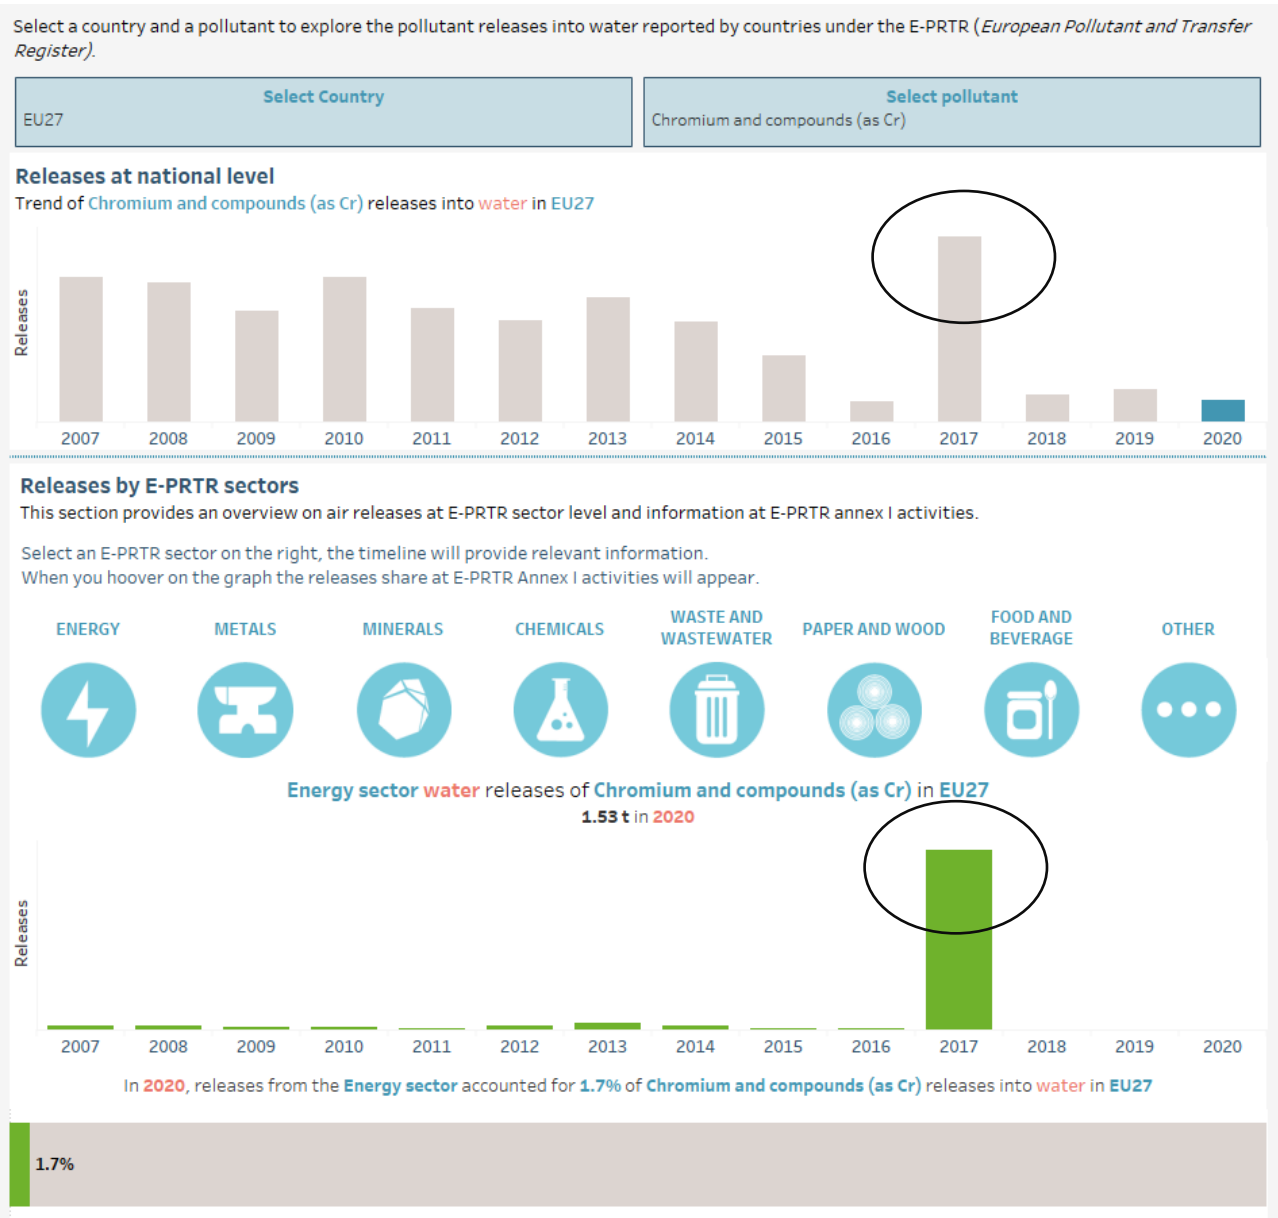 Select a country and a pollutant to explore the pollutant releases into water reported by countries under the E-PRTR (European Pollutant and Transfer
Register).
Select Country
EU27
Select pollutant
Chromium and compounds (as Cr)
Releases at national level
Trend of Chromium and compounds (as Cr) releases into water in EU27
Releases
2007 2008 2009 2010 2011 2012 2013 2014 2015 2016 2017 2018 2019 2020
Releases by E-PRTR sectors
This section provides an overview on air releases at E-PRTR sector level and information at E-PRTR annex I activities.
Select an E-PRTR sector on the right, the timeline will provide relevant information.
When you hoover on the graph the releases share at E-PRTR Annex I activities will appear.
ENERGY
METALS
MINERALS
CHEMICALS
WASTE AND
WASTEWATER
PAPER AND WOOD
FOOD AND
BEVERAGE
OTHER
Energy sector water releases of Chromium and compounds (as Cr) in EU27
1.53 t in 2020
Releases
2007 2008 2009 2010 2011 2012 2013 2014 2015 2016 2017 2018 2019 2020
In 2020, releases from the Energy sector accounted for 1.7% of Chromium and compounds (as Cr) releases into water in EU27
1.7%